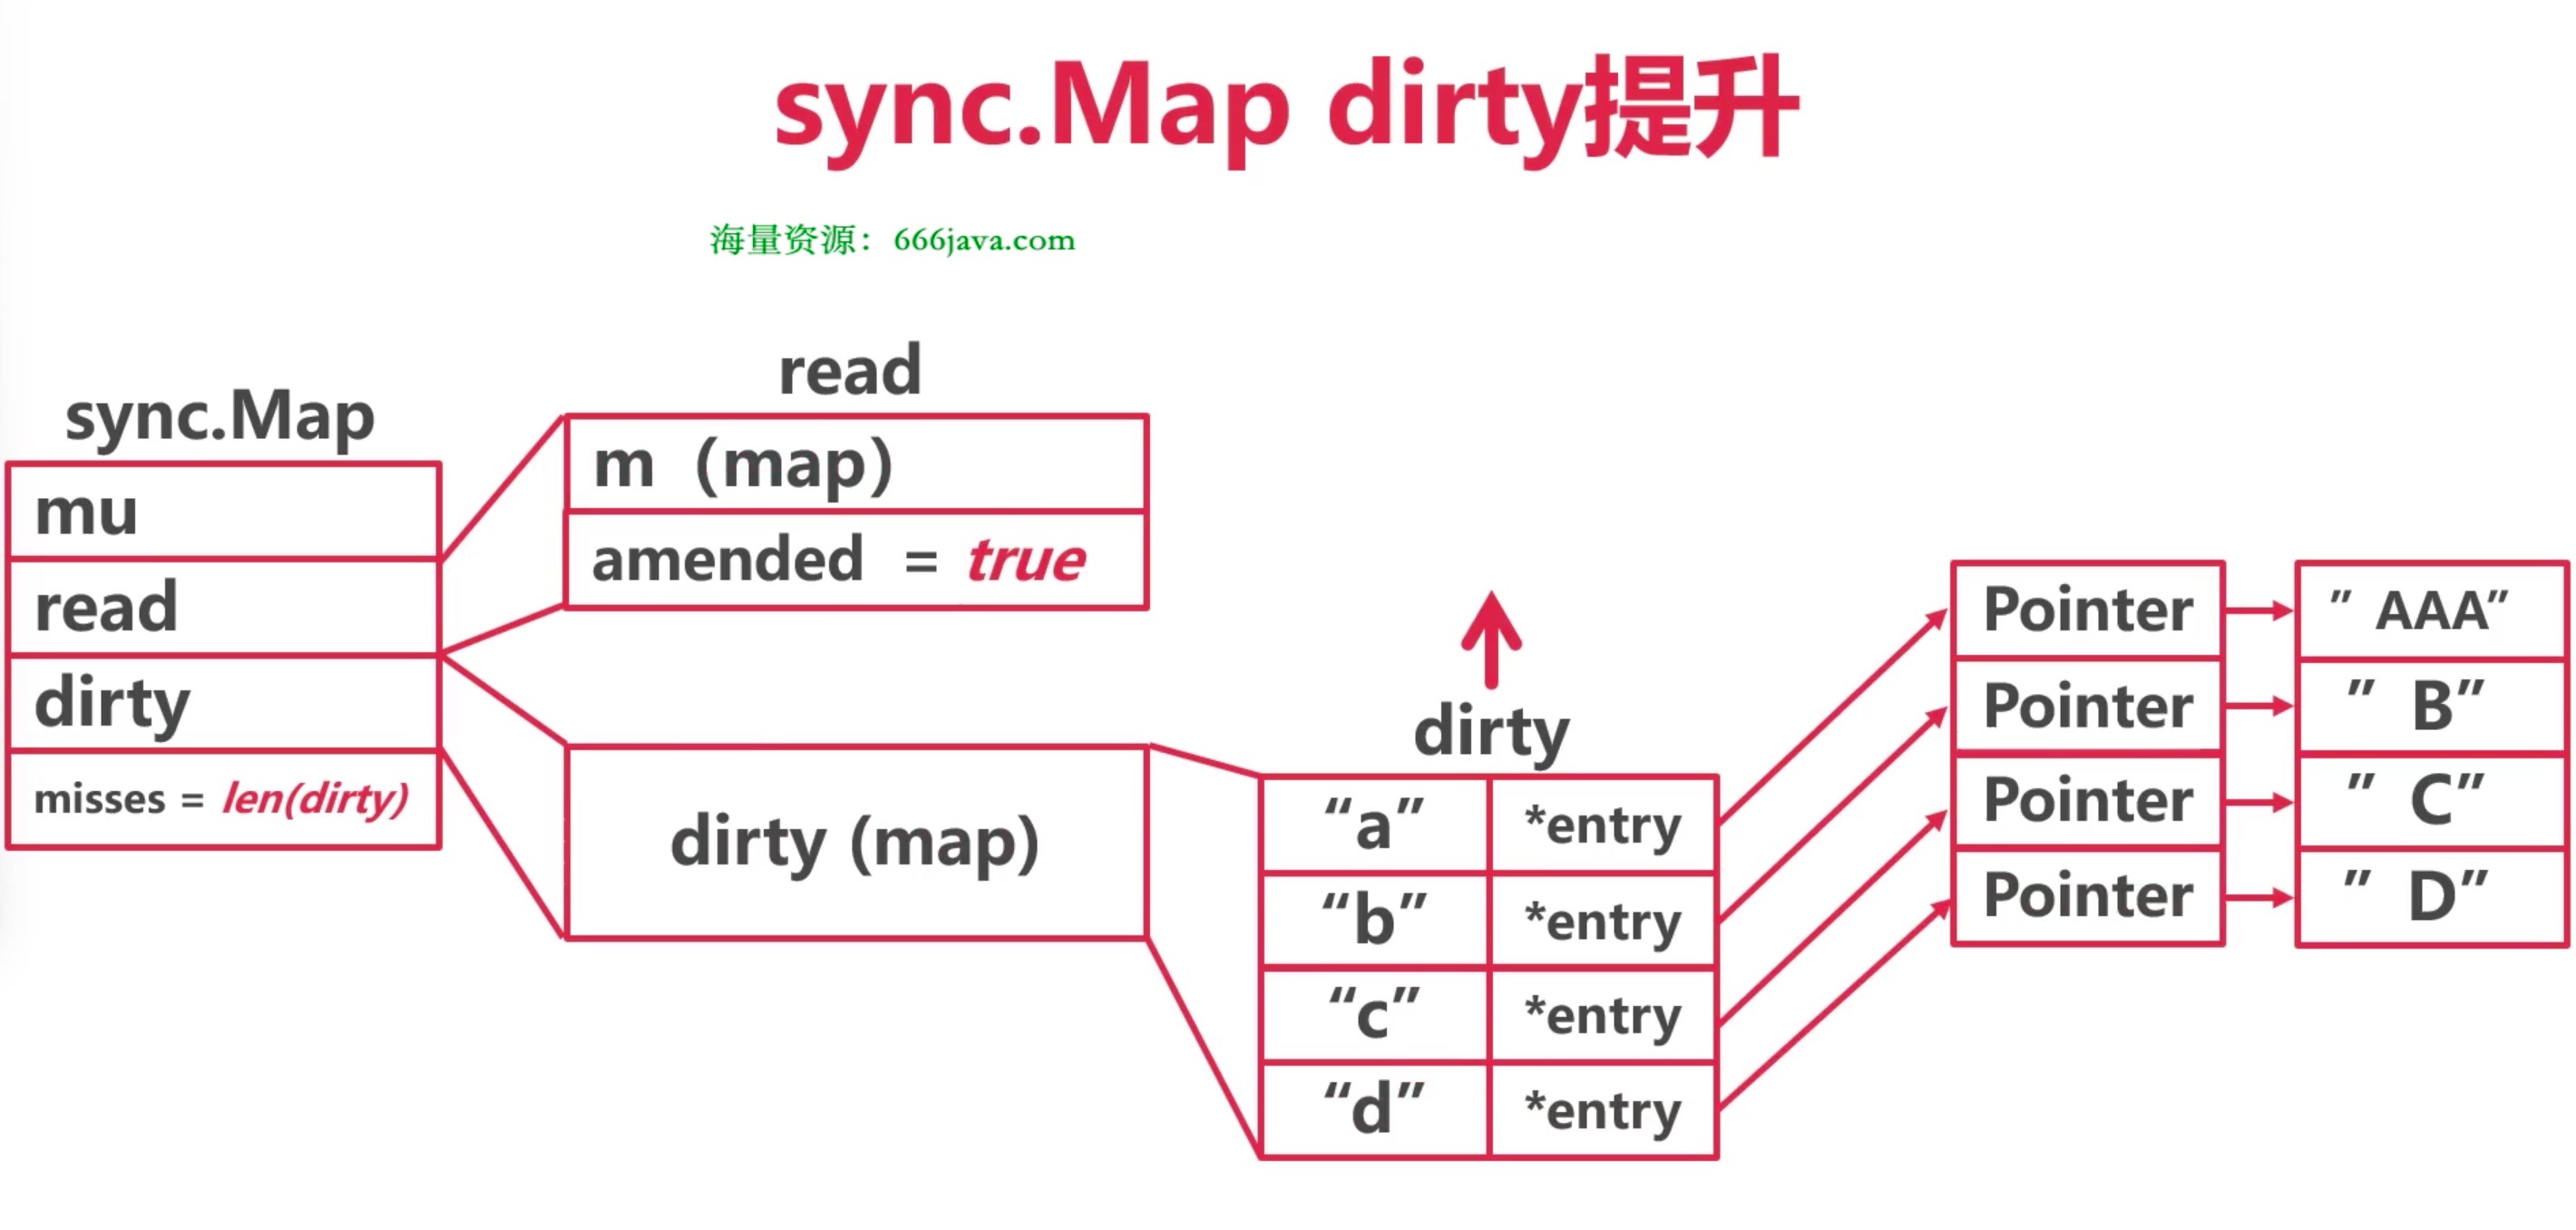 sync.Map dirty提升
海量资源：666java.com
sync.Map
mu
read
dirty
misses = len(dirty)
read
m (map)
amended = true
dirty (map)
dirty
“a” *entry
“b” *entry
“c” *entry
“d” *entry
Pointer ” AAA”
Pointer ” B”
Pointer ” C”
Pointer ” D”